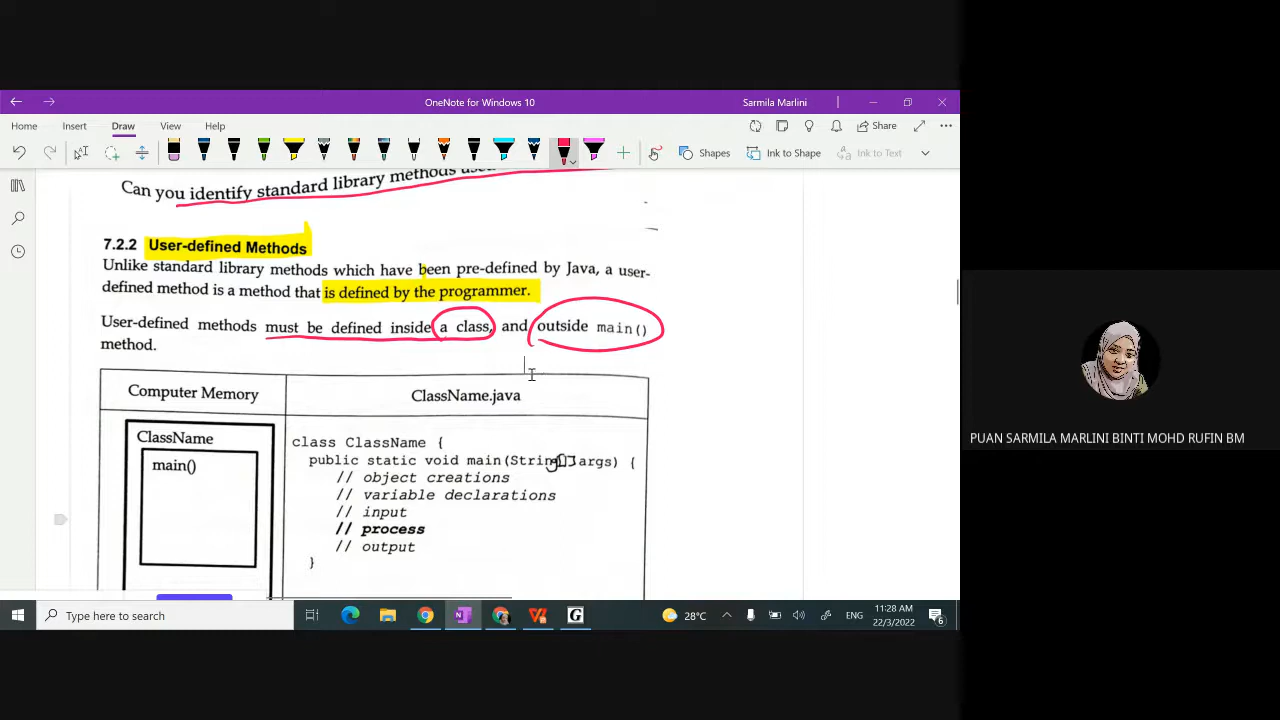 OneNote for Windows 10
Sarmila Marlini
Home Insert Draw View Help
Share
Shapes
Ink to Shape
Ink to Text
Can you identify standard library methods used
7.2.2 User-defined Methods
Unlike standard library methods which have been pre-defined by Java, a user-
defined method is a method that is defined by the programmer.
User-defined methods must be defined inside a class, and outside main()
method.
Computer Memory
ClassName.java
ClassName
main()
class ClassName {
public static void main(String[] args) {
// object creations
// variable declarations
// input
// process
// output
}
PUAN SARMILA MARLINI BINTI MOHD RUFIN BM
Type here to search
28°C
ENG
11:28 AM
22/3/2022
6